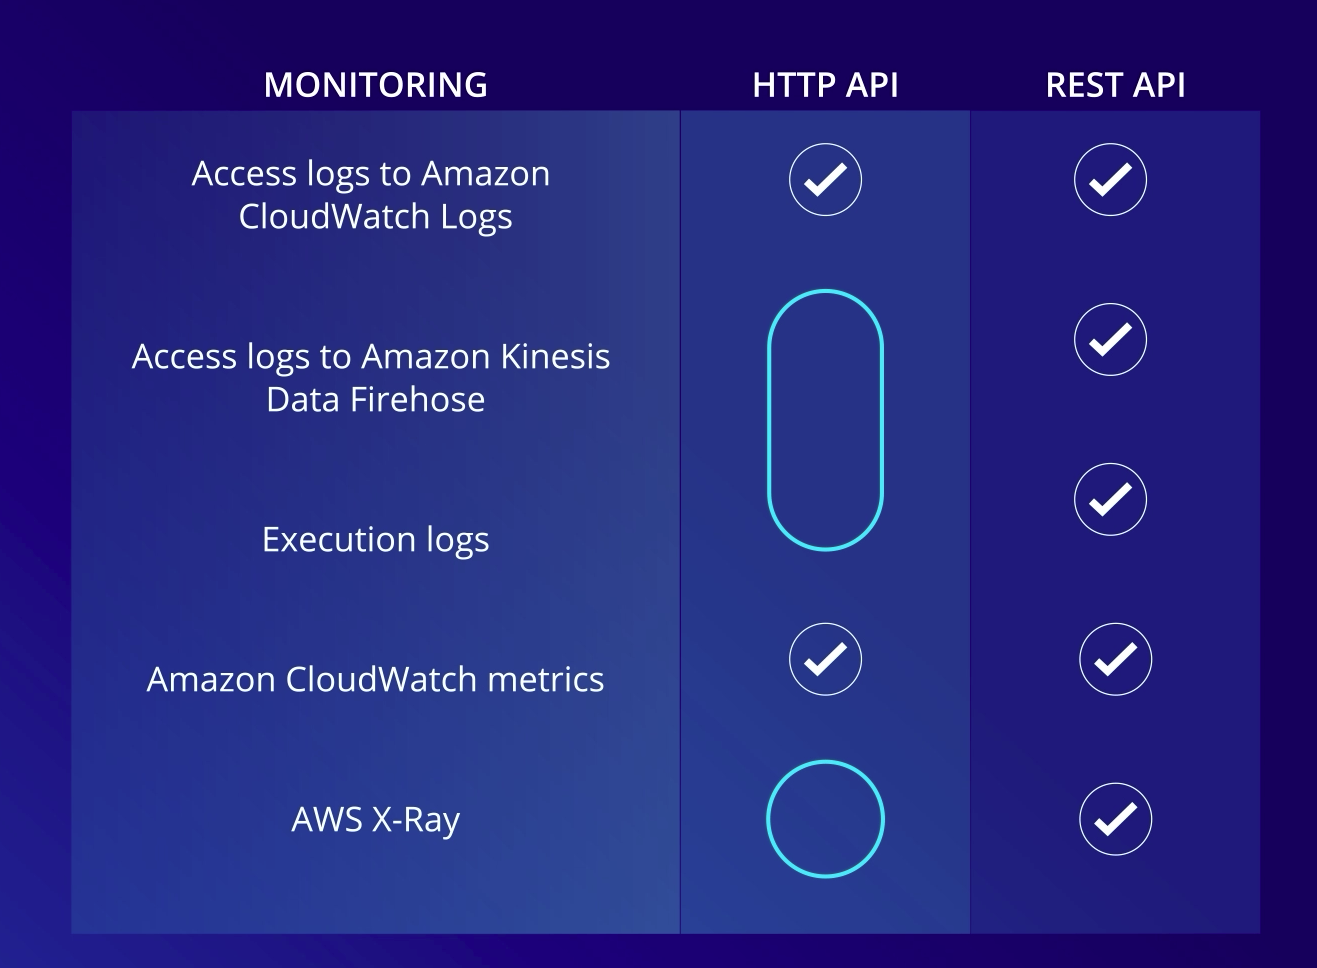 MONITORING HTTP API REST API
Access logs to Amazon
CloudWatch Logs
Access logs to Amazon Kinesis
Data Firehose
Execution logs
Amazon CloudWatch metrics
AWS X-Ray